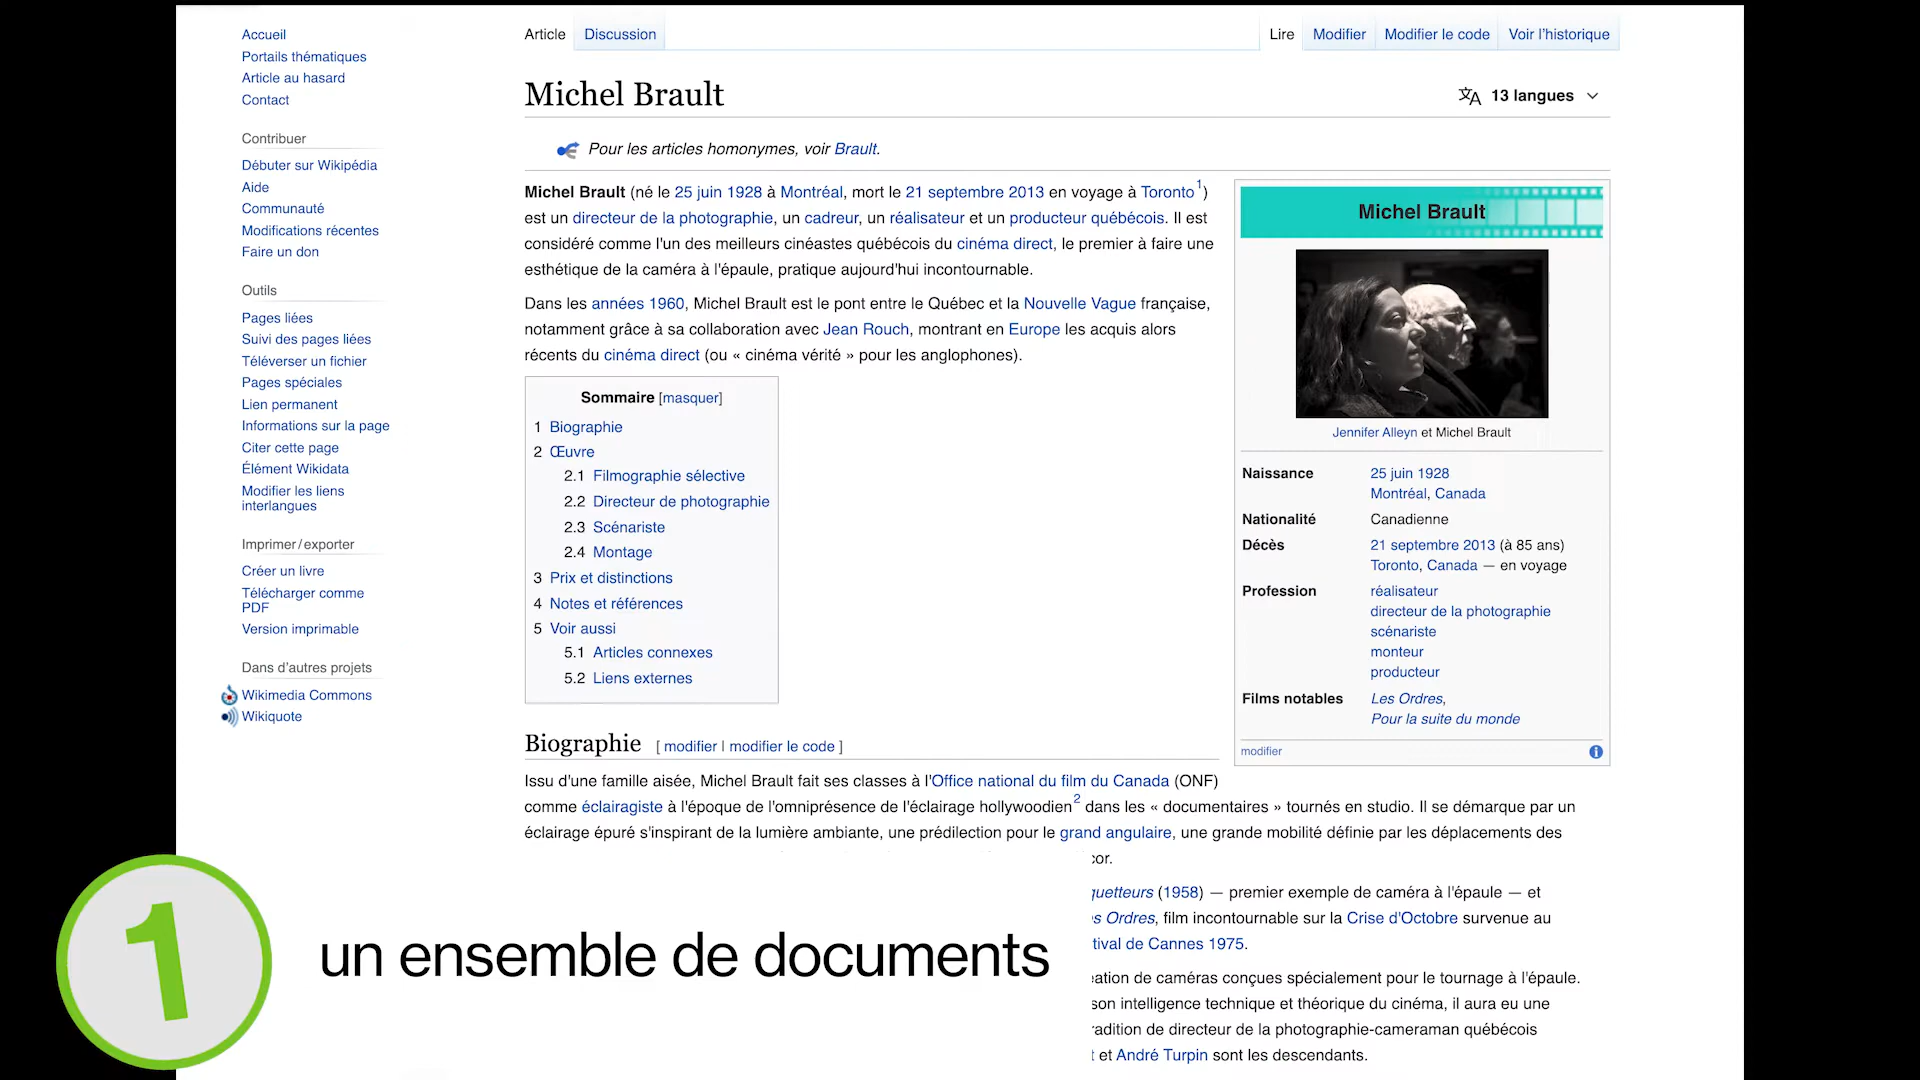 Accueil
Portails thématiques
Article au hasard
Contact
Contribuer
Débuter sur Wikipédia
Aide
Communauté
Modifications récentes
Faire un don
Outils
Pages liées
Suivi des pages liées
Téléverser un fichier
Pages spéciales
Lien permanent
Informations sur la page
Citer cette page
Élément Wikidata
Modifier les liens
interlangues
Imprimer / exporter
Créer un livre
Télécharger comme
PDF
Version imprimable
Dans d'autres projets
Wikimedia Commons
Wikiquote
Article Discussion Lire Modifier Modifier le code Voir l'historique
Michel Brault
13 langues
Pour les articles homonymes, voir Brault.
Michel Brault (né le 25 juin 1928 à Montréal, mort le 21 septembre 2013 en voyage à Toronto1)
est un directeur de la photographie, un cadreur, un réalisateur et un producteur québécois. Il est
considéré comme l'un des meilleurs cinéastes québécois du cinéma direct, le premier à faire une
esthétique de la caméra à l'épaule, pratique aujourd'hui incontournable.
Dans les années 1960, Michel Brault est le pont entre le Québec et la Nouvelle Vague française,
notamment grâce à sa collaboration avec Jean Rouch, montrant en Europe les acquis alors
récents du cinéma direct (ou « cinéma vérité » pour les anglophones).
Sommaire [masquer]
1 Biographie
2 Œuvre
2.1 Filmographie sélective
2.2 Directeur de photographie
2.3 Scénariste
2.4 Montage
3 Prix et distinctions
4 Notes et références
5 Voir aussi
5.1 Articles connexes
5.2 Liens externes
Michel Brault
Jennifer Alleyn et Michel Brault
Naissance 25 juin 1928
Montréal, Canada
Nationalité Canadienne
Décès 21 septembre 2013 (à 85 ans)
Toronto, Canada — en voyage
Profession réalisateur
directeur de la photographie
scénariste
monteur
producteur
Films notables Les Ordres,
Pour la suite du monde
modifier
Biographie [ modifier | modifier le code ]
Issu d'une famille aisée, Michel Brault fait ses classes à l'Office national du film du Canada (ONF)
comme éclairagiste à l'époque de l'omniprésence de l'éclairage hollywoodien2 dans les « documentaires » tournés en studio. Il se démarque par un
éclairage épuré s'inspirant de la lumière ambiante, une prédilection pour le grand angulaire, une grande mobilité définie par les déplacements des
cor.
quetteurs (1958) — premier exemple de caméra à l'épaule — et
s Ordres, film incontournable sur la Crise d'Octobre survenue au
tival de Cannes 1975.
éation de caméras conçues spécialement pour le tournage à l'épaule.
son intelligence technique et théorique du cinéma, il aura eu une
radition de directeur de la photographie-cameraman québécois
t et André Turpin sont les descendants.
1
un ensemble de documents